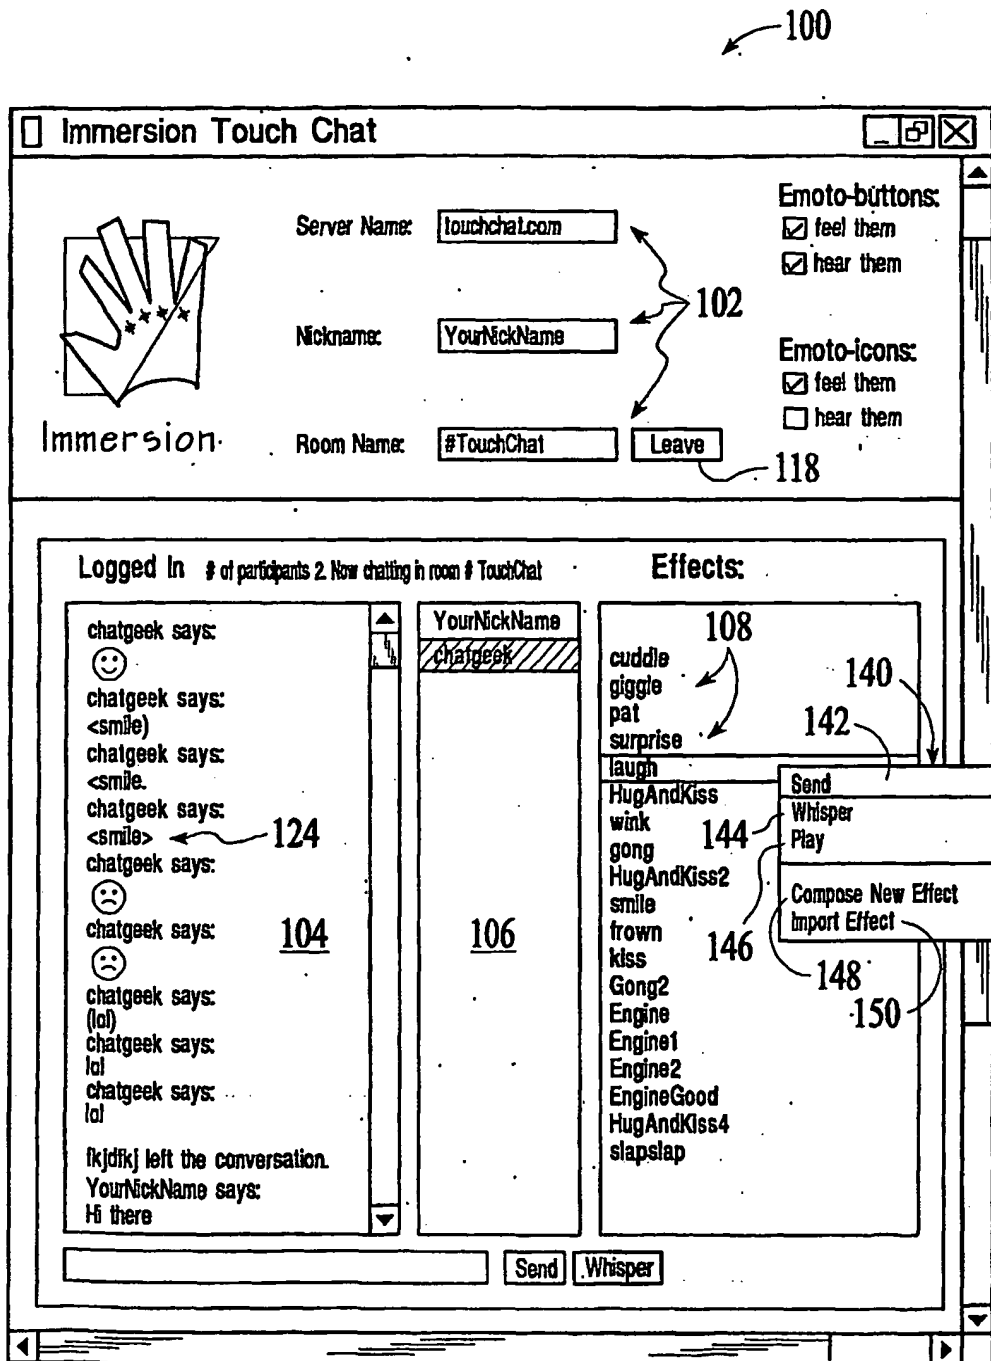 100
Immersion Touch Chat
Server Name: touchchat.com
Nickname: YourNickName
Room Name: #TouchChat Leave
102
118
Emoto-buttons:
feel them
hear them
Emoto-icons:
feel them
hear them
Immersion
Logged In # of participants 2. Now chatting in room # TouchChat
Effects:
chatgeek says:
chatgeek says:
<smile)
chatgeek says:
<smile.
chatgeek says:
<smile>
124
chatgeek says:
chatgeek says:
chatgeek says:
(lol)
chatgeek says:
lol
chatgeek says:
lol
fkjdfkj left the conversation.
YourNickName says:
Hi there
104
YourNickName
chatgeek
106
108
cuddle
giggle
pat
surprise
laugh
HugAndKiss
wink
gong
HugAndKiss2
smile
frown
kiss
Gong2
Engine
Engine1
Engine2
EngineGood
HugAndKiss4
slapslap
140
142
Send
Whisper
144
Play
146
Compose New Effect
148
Import Effect
150
Send
.Whisper